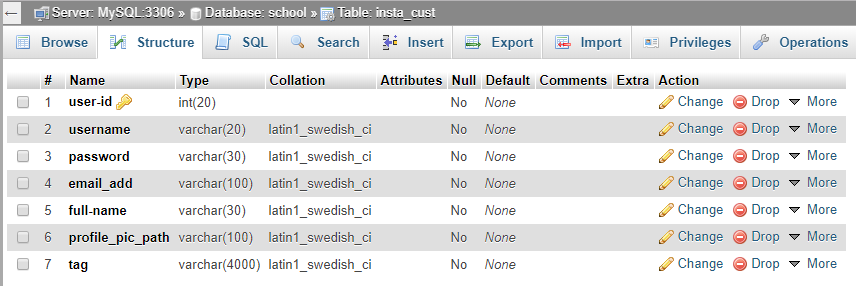 Server: MySQL:3306 » Database: school » Table: insta_cust
Browse Structure SQL Search Insert Export Import Privileges Operations
# Name Type Collation Attributes Null Default Comments Extra Action
1 user-id int(20) No None Change Drop More
2 username varchar(20) latin1_swedish_ci No None Change Drop More
3 password varchar(30) latin1_swedish_ci No None Change Drop More
4 email_add varchar(100) latin1_swedish_ci No None Change Drop More
5 full-name varchar(30) latin1_swedish_ci No None Change Drop More
6 profile_pic_path varchar(100) latin1_swedish_ci No None Change Drop More
7 tag varchar(4000) latin1_swedish_ci No None Change Drop More